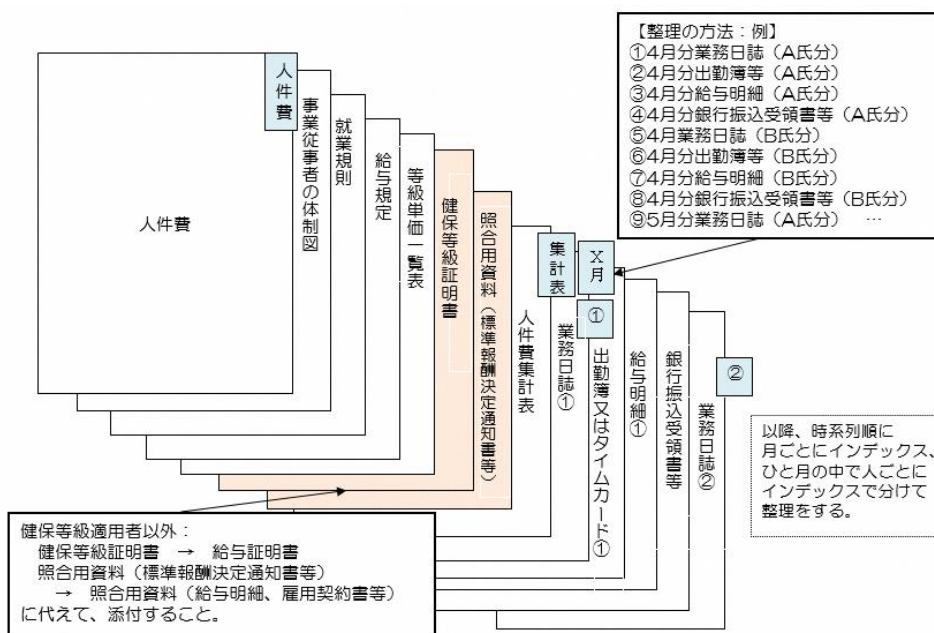 人件費
人件費
事業従事者の体制図
就業規則
給与規定
等級単価一覧表
健保等級証明書
照合用資料（標準報酬決定通知書等）
人件費集計表
集計表
業務日誌①
X月
①
出勤簿又はタイムカード①
給与明細①
銀行振込受領書等
業務日誌②
②
【整理の方法：例】
①4月分業務日誌（A氏分）
②4月分出勤簿等（A氏分）
③4月分給与明細（A氏分）
④4月分銀行振込受領書等（A氏分）
⑤4月業務日誌（B氏分）
⑥4月分出勤簿等（B氏分）
⑦4月分給与明細（B氏分）
⑧4月分銀行振込受領書等（B氏分）
⑨5月分業務日誌（A氏分）　…
以降、時系列順に
月ごとにインデックス、
ひと月の中で人ごとに
インデックスで分けて
整理をする。
健保等級適用者以外：
健保等級証明書　→　給与証明書
照合用資料（標準報酬決定通知書等）
→　照合用資料（給与明細、雇用契約書等）
に代えて、添付すること。